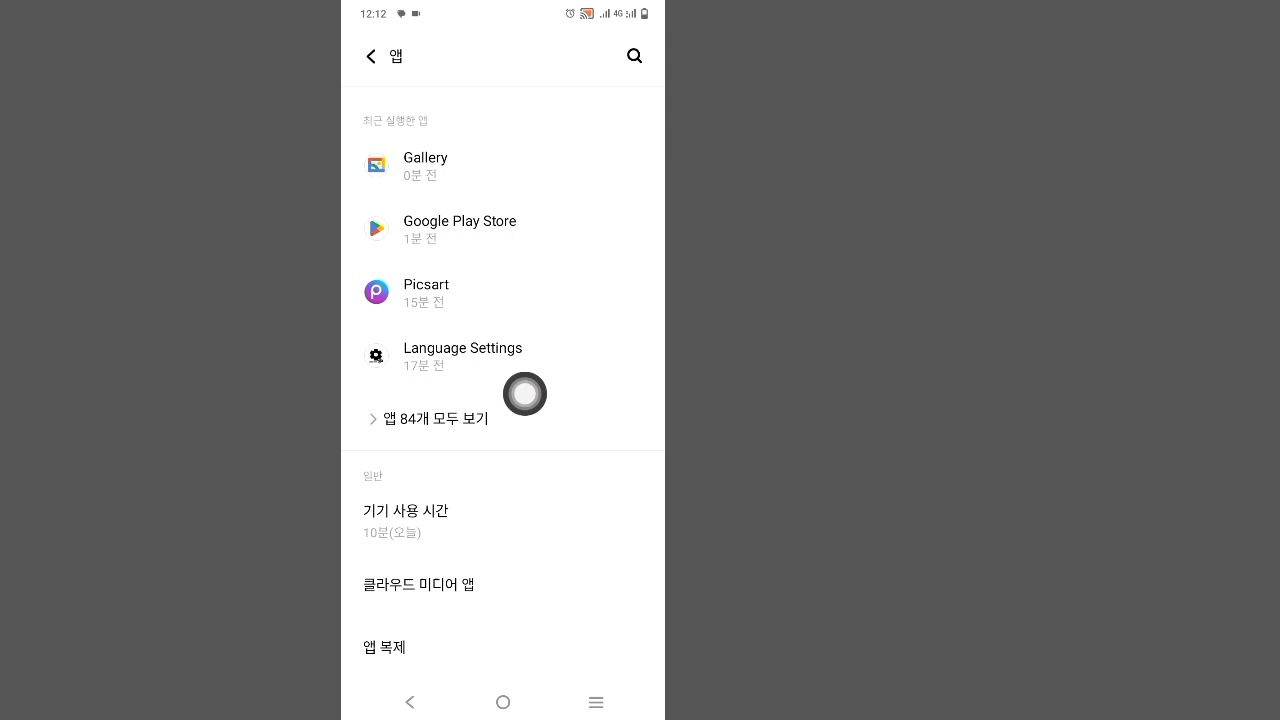 12:12
4G
앱
최근 실행한 앱
Gallery
0분 전
Google Play Store
1분 전
Picsart
15분 전
Language Settings
17분 전
앱 84개 모두 보기
일반
기기 사용 시간
10분(오늘)
클라우드 미디어 앱
앱 복제